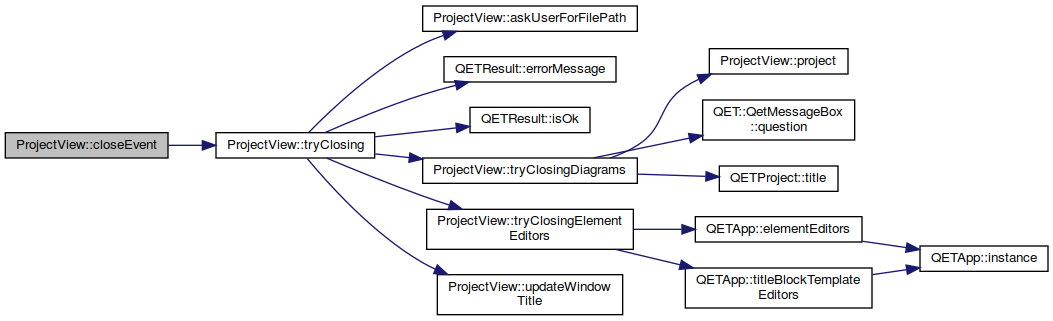 ProjectView::closeEvent
ProjectView::tryClosing
ProjectView::askUserForFilePath
QETResult::errorMessage
QETResult::isOk
ProjectView::tryClosingDiagrams
ProjectView::tryClosingElement
Editors
ProjectView::updateWindow
Title
ProjectView::project
QET::QetMessageBox
::question
QETProject::title
QETApp::elementEditors
QETApp::titleBlockTemplate
Editors
QETApp::instance